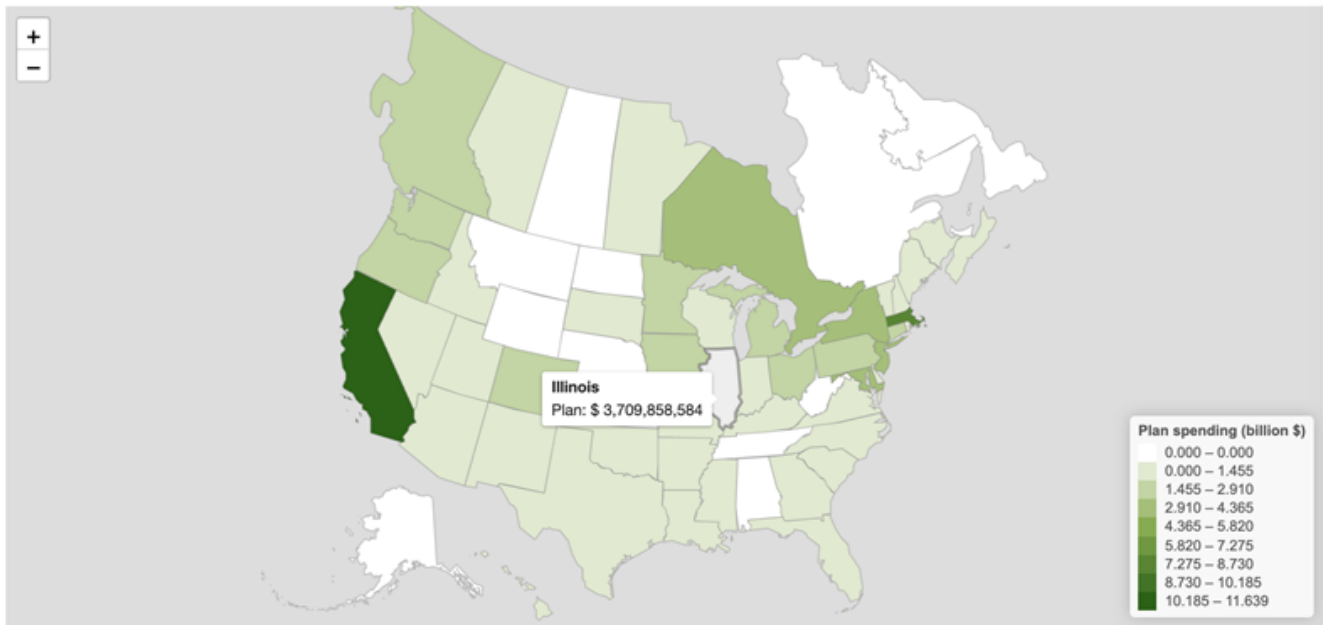 +
−
Illinois
Plan: $ 3,709,858,584
Plan spending (billion $)
0.000 – 0.000
0.000 – 1.455
1.455 – 2.910
2.910 – 4.365
4.365 – 5.820
5.820 – 7.275
7.275 – 8.730
8.730 – 10.185
10.185 – 11.639